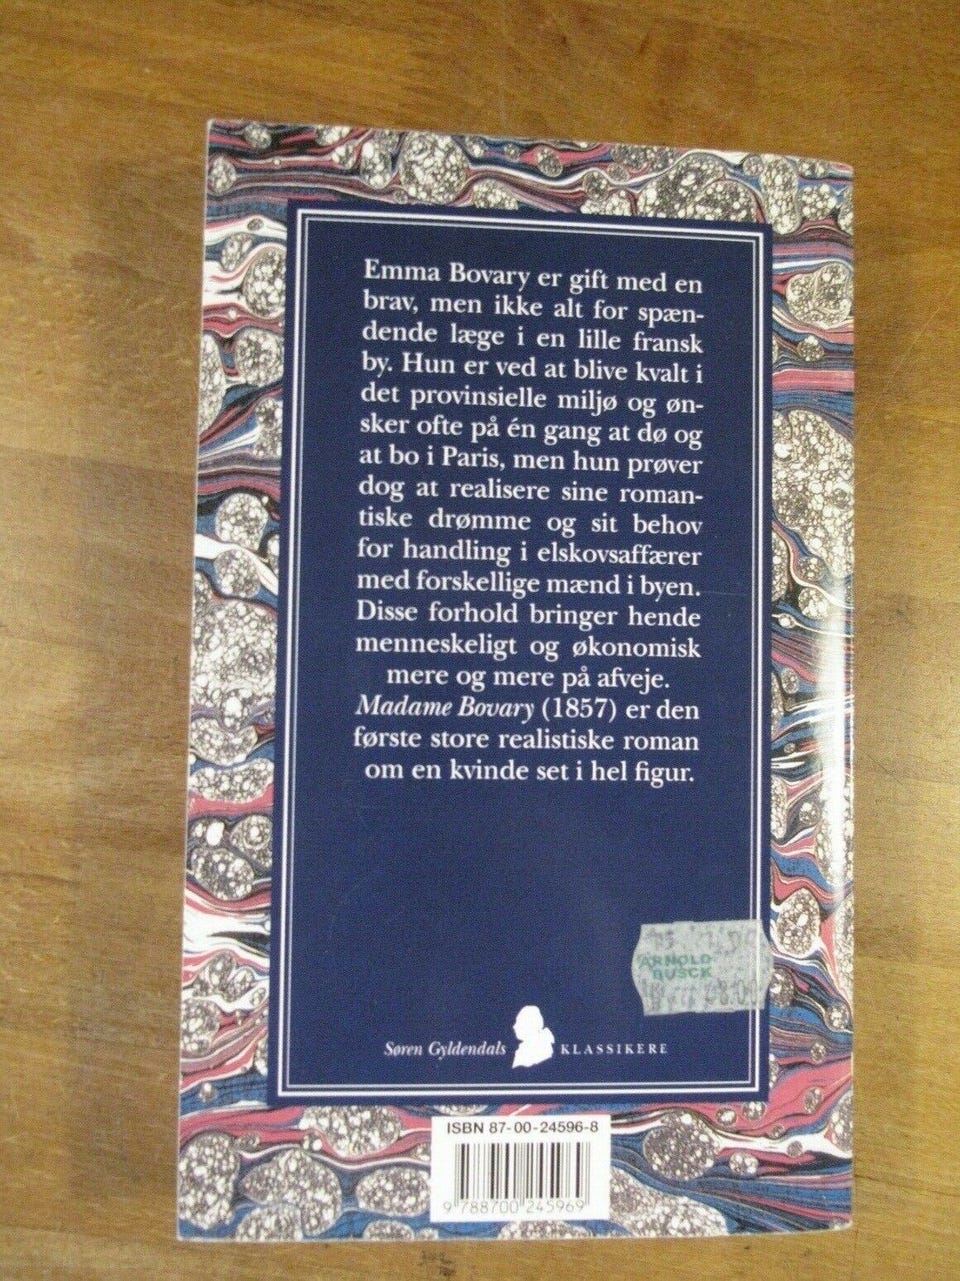 Emma Bovary er gift med en
brav, men ikke alt for spæn-
dende læge i en lille fransk
by. Hun er ved at blive kvalt i
det provinsielle miljø og øn-
sker ofte på én gang at dø og
at bo i Paris, men hun prøver
dog at realisere sine roman-
tiske drømme og sit behov
for handling i elskovsaffærer
med forskellige mænd i byen.
Disse forhold bringer hende
menneskeligt og økonomisk
mere og mere på afveje.
Madame Bovary (1857) er den
første store realistiske roman
om en kvinde set i hel figur.
ARNOLD
BUSCK
Søren Gyldendals KLASSIKERE
ISBN 87-00-24596-8
9 788700 245969